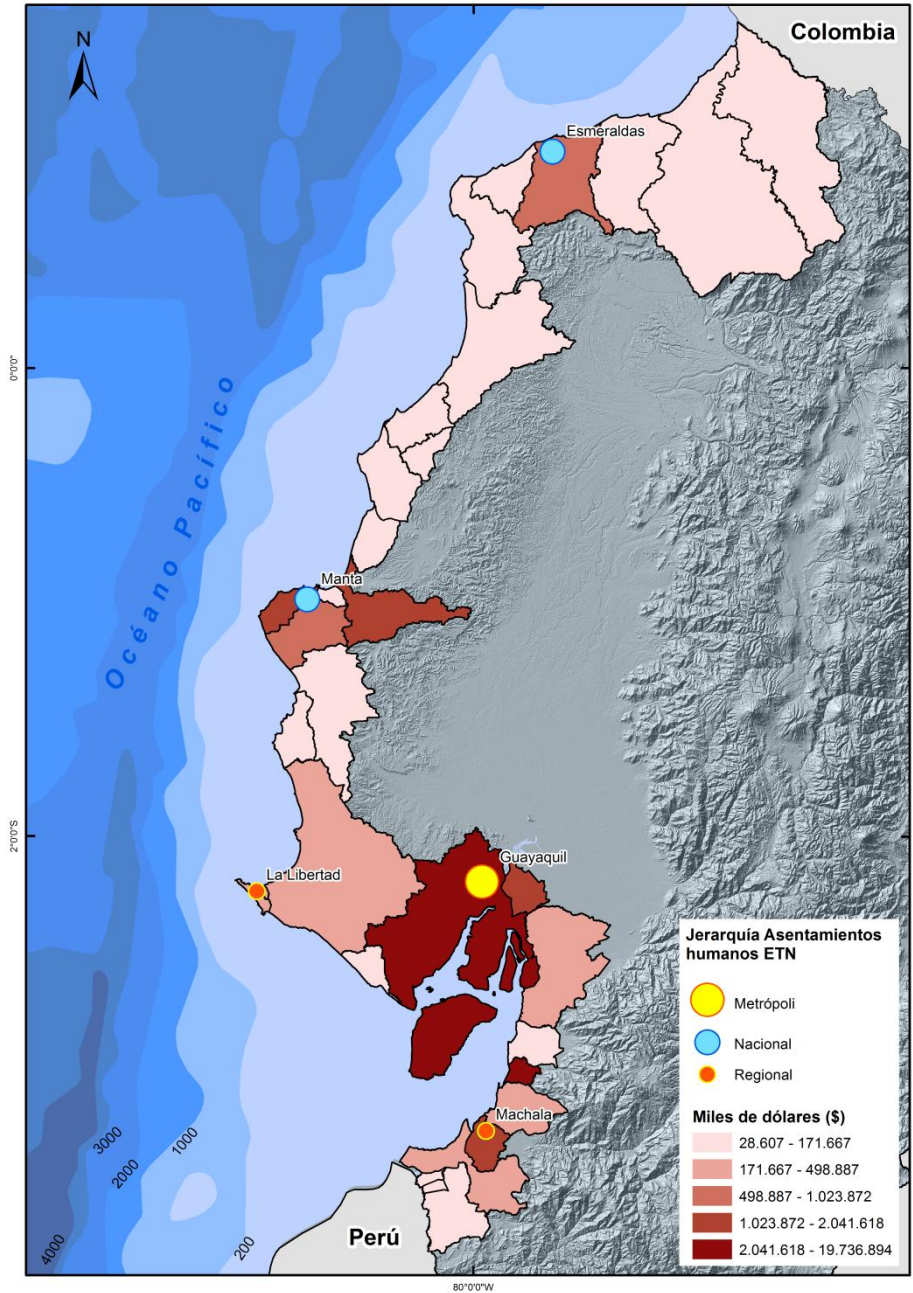 Colombia
N
Esmeraldas
0°0'0"
Océano Pacífico
Manta
2°0'0"S
Guayaquil
La Libertad
Machala
Perú
3000
1000
2000
4000
200
Jerarquía Asentamientos
humanos ETN
Metrópoli
Nacional
Regional
Miles de dólares ($)
28.607 - 171.667
171.667 - 498.887
498.887 - 1.023.872
1.023.872 - 2.041.618
2.041.618 - 19.736.894
80°0'0"W